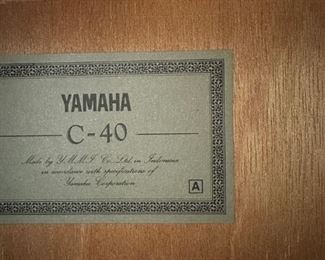 YAMAHA
C-40
Made by Y.M.M.I. Co., Ltd. in Indonesia
in accordance with specifications of
Yamaha Corporation
A